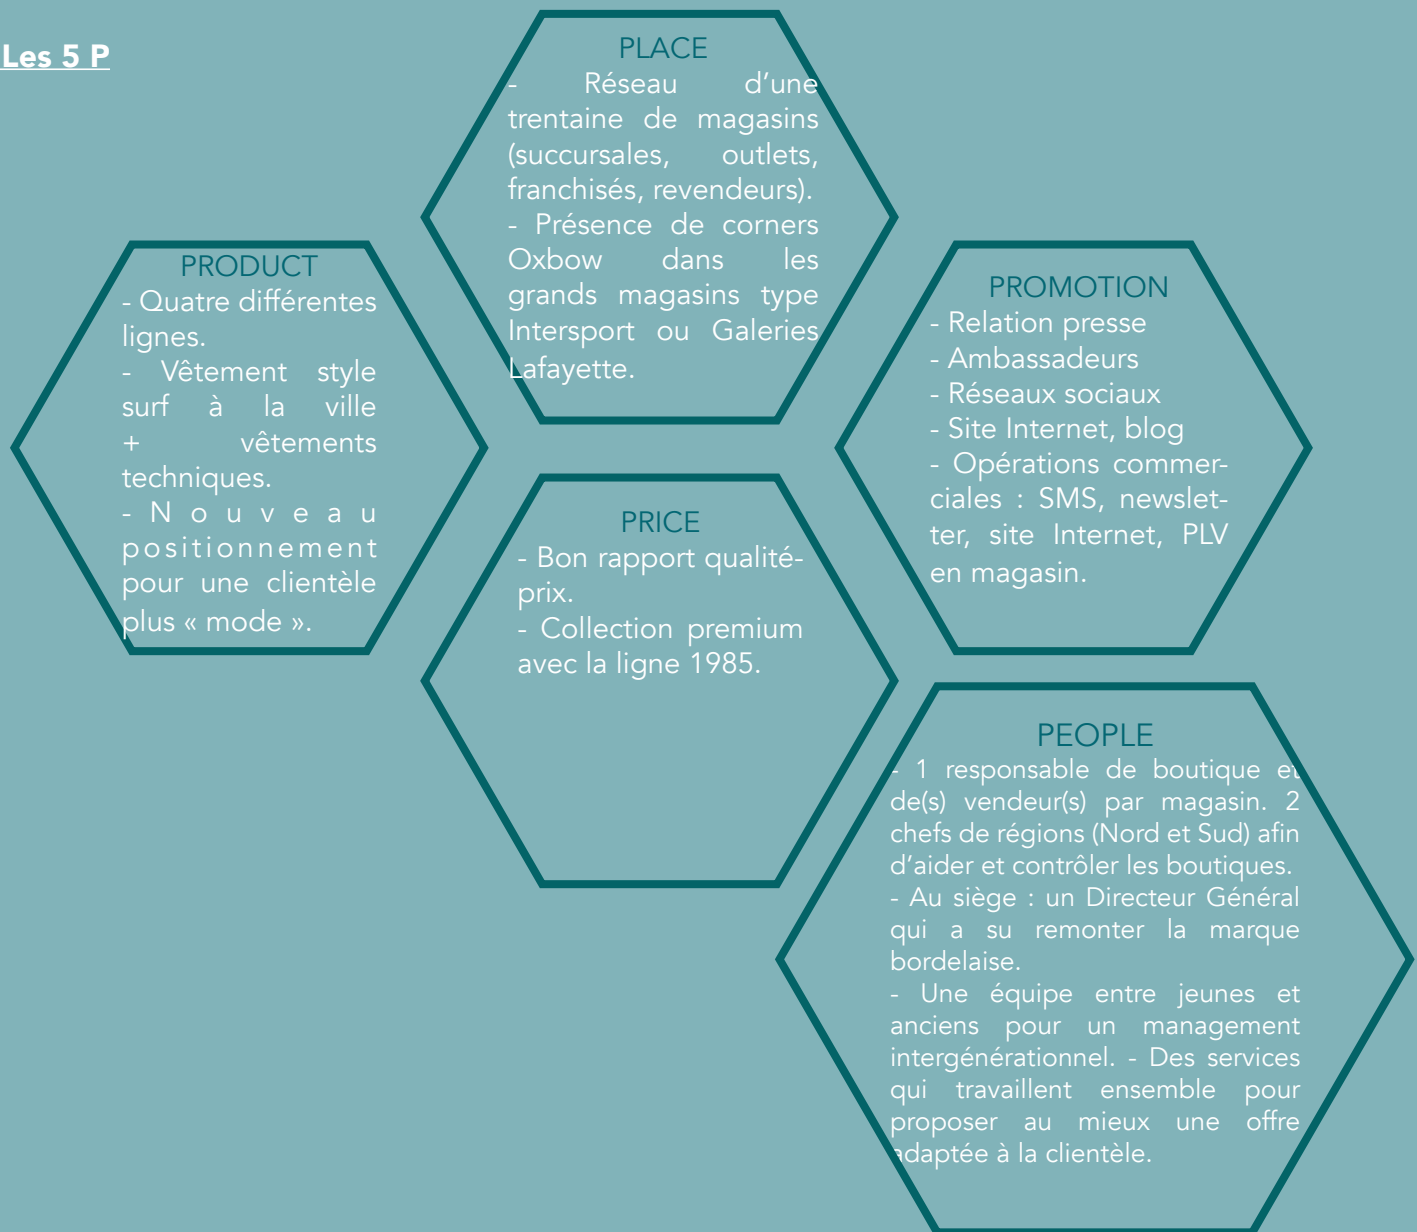 Les 5 P
PLACE
- Réseau d’une
trentaine de magasins
(succursales, outlets,
franchisés, revendeurs).
- Présence de corners
Oxbow dans les
grands magasins type
Intersport ou Galeries
Lafayette.
PRODUCT
- Quatre différentes
lignes.
- Vêtement style
surf à la ville
+ vêtements
techniques.
- Nouveau
positionnement
pour une clientèle
plus « mode ».
PROMOTION
- Relation presse
- Ambassadeurs
- Réseaux sociaux
- Site Internet, blog
- Opérations commer-
ciales : SMS, newslet-
ter, site Internet, PLV
en magasin.
PRICE
- Bon rapport qualité-
prix.
- Collection premium
avec la ligne 1985.
PEOPLE
- 1 responsable de boutique et
de(s) vendeur(s) par magasin. 2
chefs de régions (Nord et Sud) afin
d’aider et contrôler les boutiques.
- Au siège : un Directeur Général
qui a su remonter la marque
bordelaise.
- Une équipe entre jeunes et
anciens pour un management
intergénérationnel. - Des services
qui travaillent ensemble pour
proposer au mieux une offre
adaptée à la clientèle.